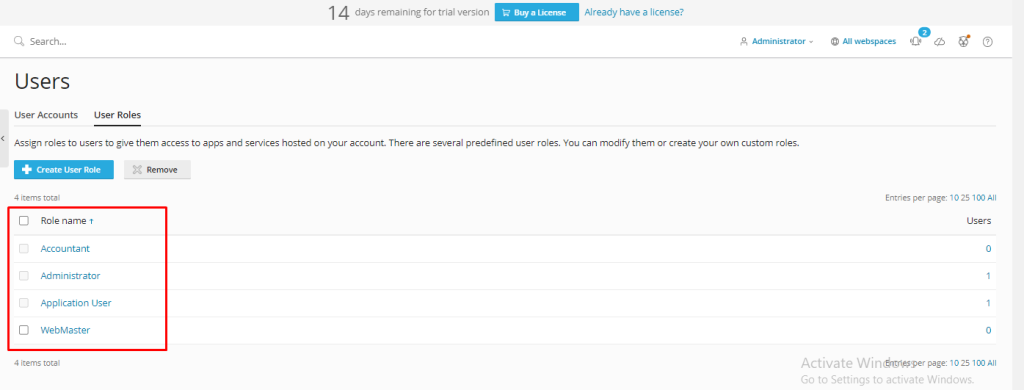 14 days remaining for trial version Buy a License Already have a license?
Search... Administrator All webspaces 2
Users
User Accounts User Roles
Assign roles to users to give them access to apps and services hosted on your account. There are several predefined user roles. You can modify them or create your own custom roles.
Create User Role Remove
4 items total Entries per page: 10 25 100 All
Role name ↑ Users
Accountant 0
Administrator 1
Application User 1
WebMaster 0
4 items total Entries per page: 10 25 100 All
Activate Windows
Go to Settings to activate Windows.